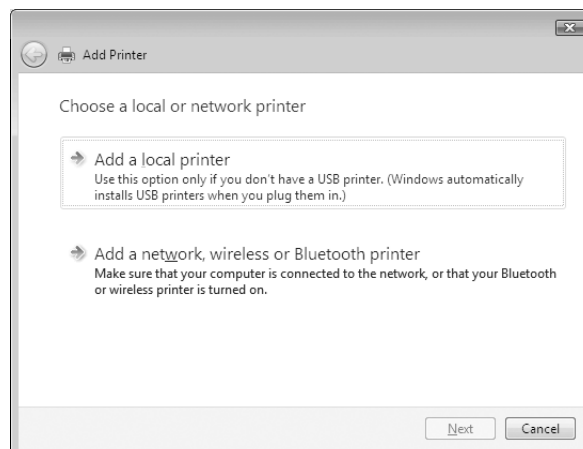 Add Printer
Choose a local or network printer
Add a local printer
Use this option only if you don't have a USB printer. (Windows automatically
installs USB printers when you plug them in.)
Add a network, wireless or Bluetooth printer
Make sure that your computer is connected to the network, or that your Bluetooth
or wireless printer is turned on.
Next Cancel